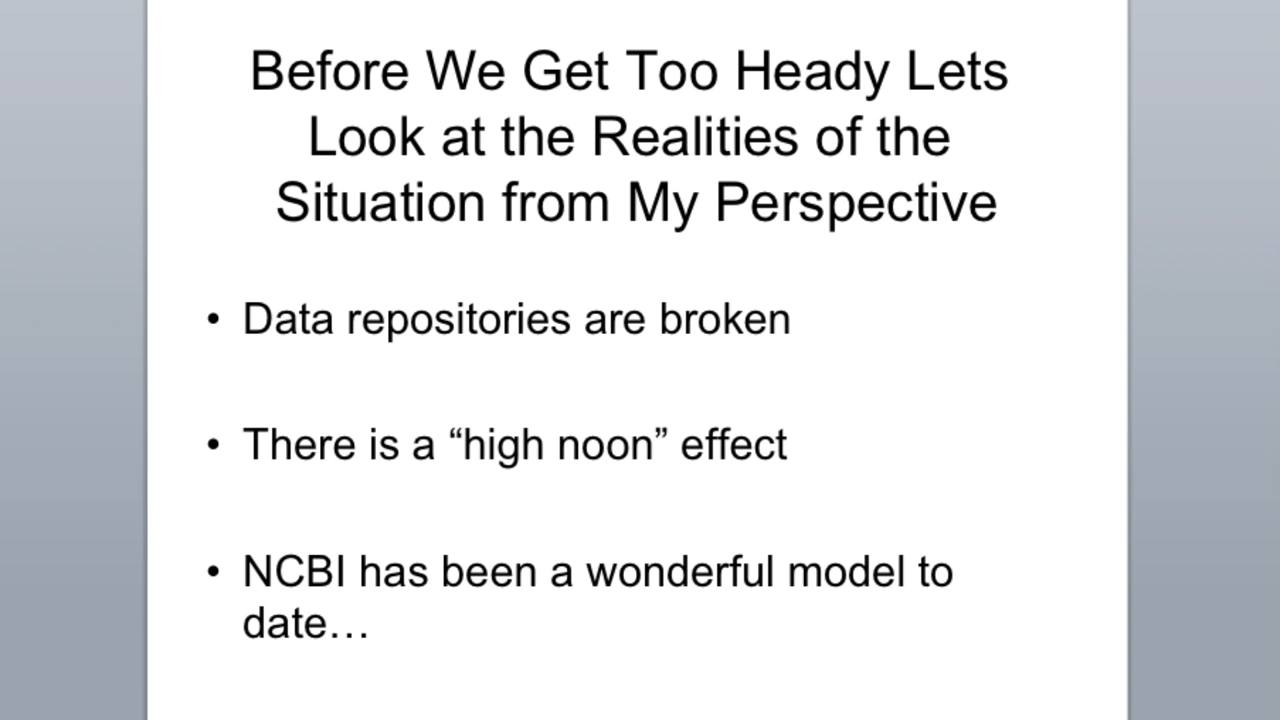 Before We Get Too Heady Lets
Look at the Realities of the
Situation from My Perspective
• Data repositories are broken
• There is a “high noon” effect
• NCBI has been a wonderful model to
date…